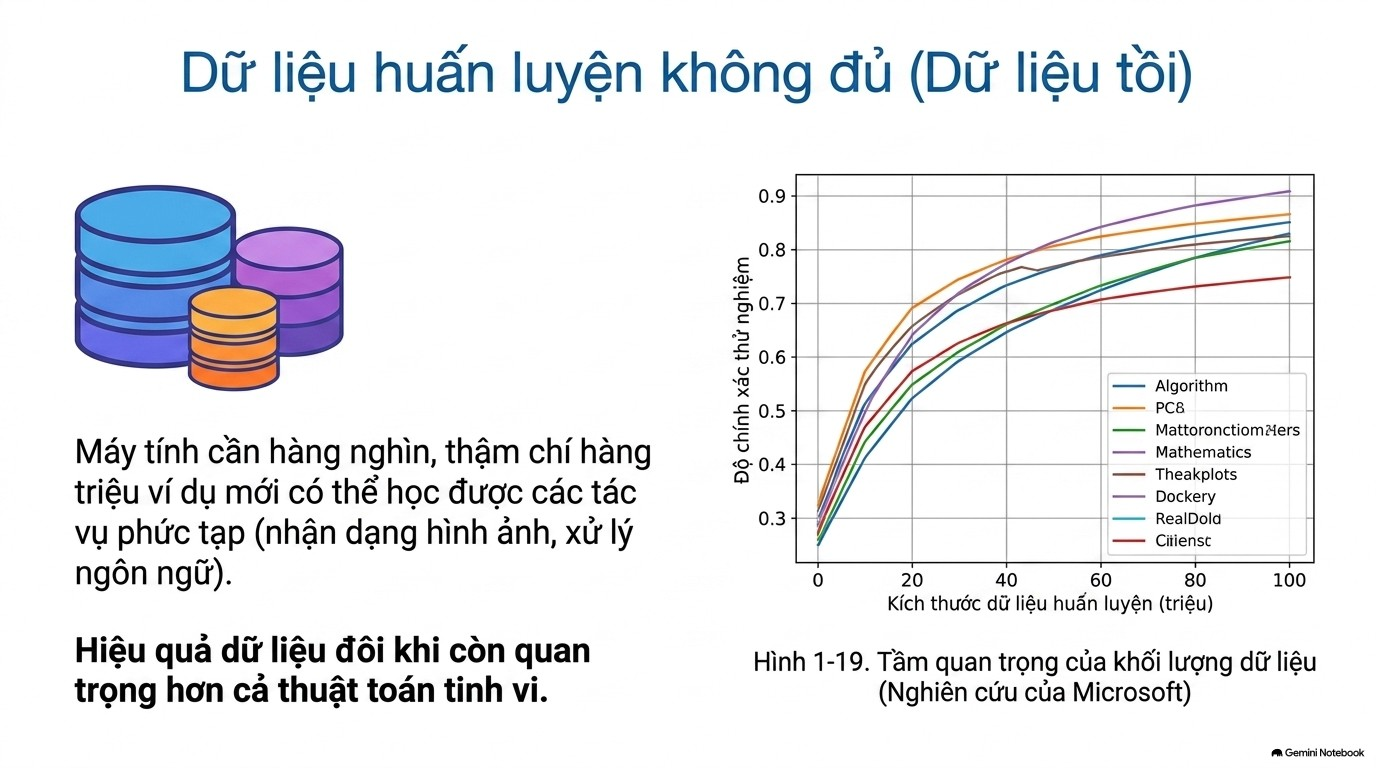 Dữ liệu huấn luyện không đủ (Dữ liệu tồi)
Máy tính cần hàng nghìn, thậm chí hàng
triệu ví dụ mới có thể học được các tác
vụ phức tạp (nhận dạng hình ảnh, xử lý
ngôn ngữ).
Hiệu quả dữ liệu đôi khi còn quan
trọng hơn cả thuật toán tinh vi.
Độ chính xác thử nghiệm
0.9
0.8
0.7
0.6
0.5
0.4
0.3
0 20 40 60 80 100
Kích thước dữ liệu huấn luyện (triệu)
Algorithm
Mathematics
Theakplots
Dockery
Hình 1-19. Tầm quan trọng của khối lượng dữ liệu
(Nghiên cứu của Microsoft)
Gemini Notebook